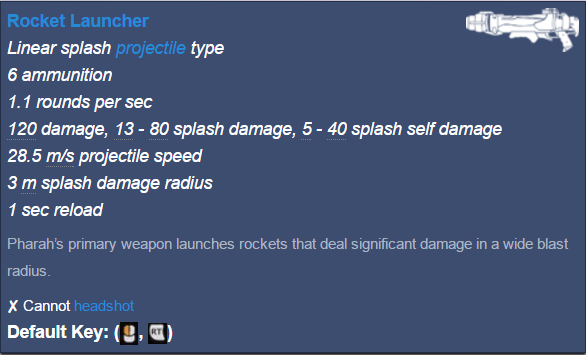 Rocket Launcher
Linear splash projectile type
6 ammunition
1.1 rounds per sec
120 damage, 13 - 80 splash damage, 5 - 40 splash self damage
28.5 m/s projectile speed
3 m splash damage radius
1 sec reload
Pharah's primary weapon launches rockets that deal significant damage in a wide blast
radius.
✗ Cannot headshot
Default Key: ( , RT )